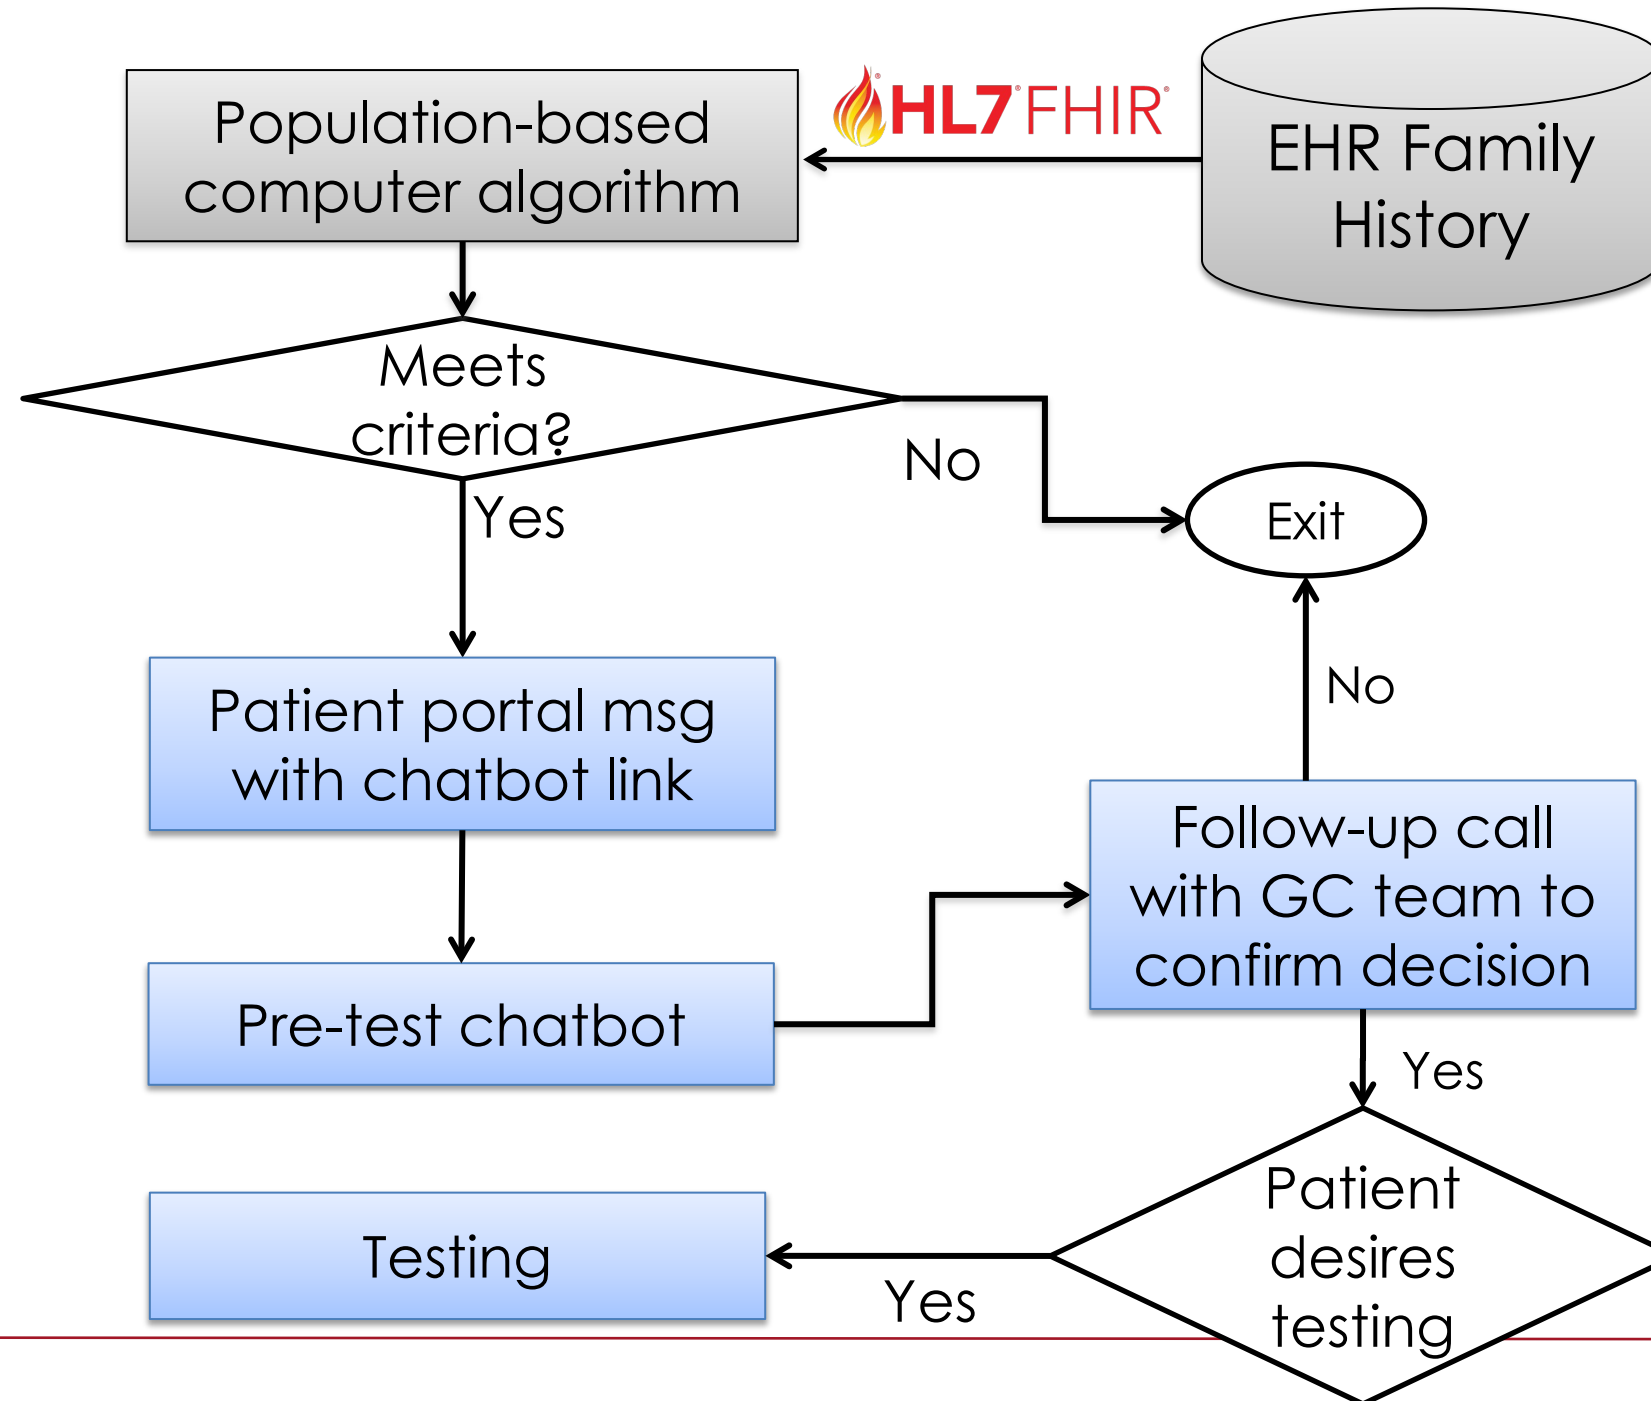 Population-based
computer algorithm
HL7® FHIR®
EHR Family
History
Meets
criteria?
No
Yes
Exit
Patient portal msg
with chatbot link
No
Follow-up call
with GC team to
confirm decision
Pre-test chatbot
Yes
Patient
desires
testing
Testing
Yes